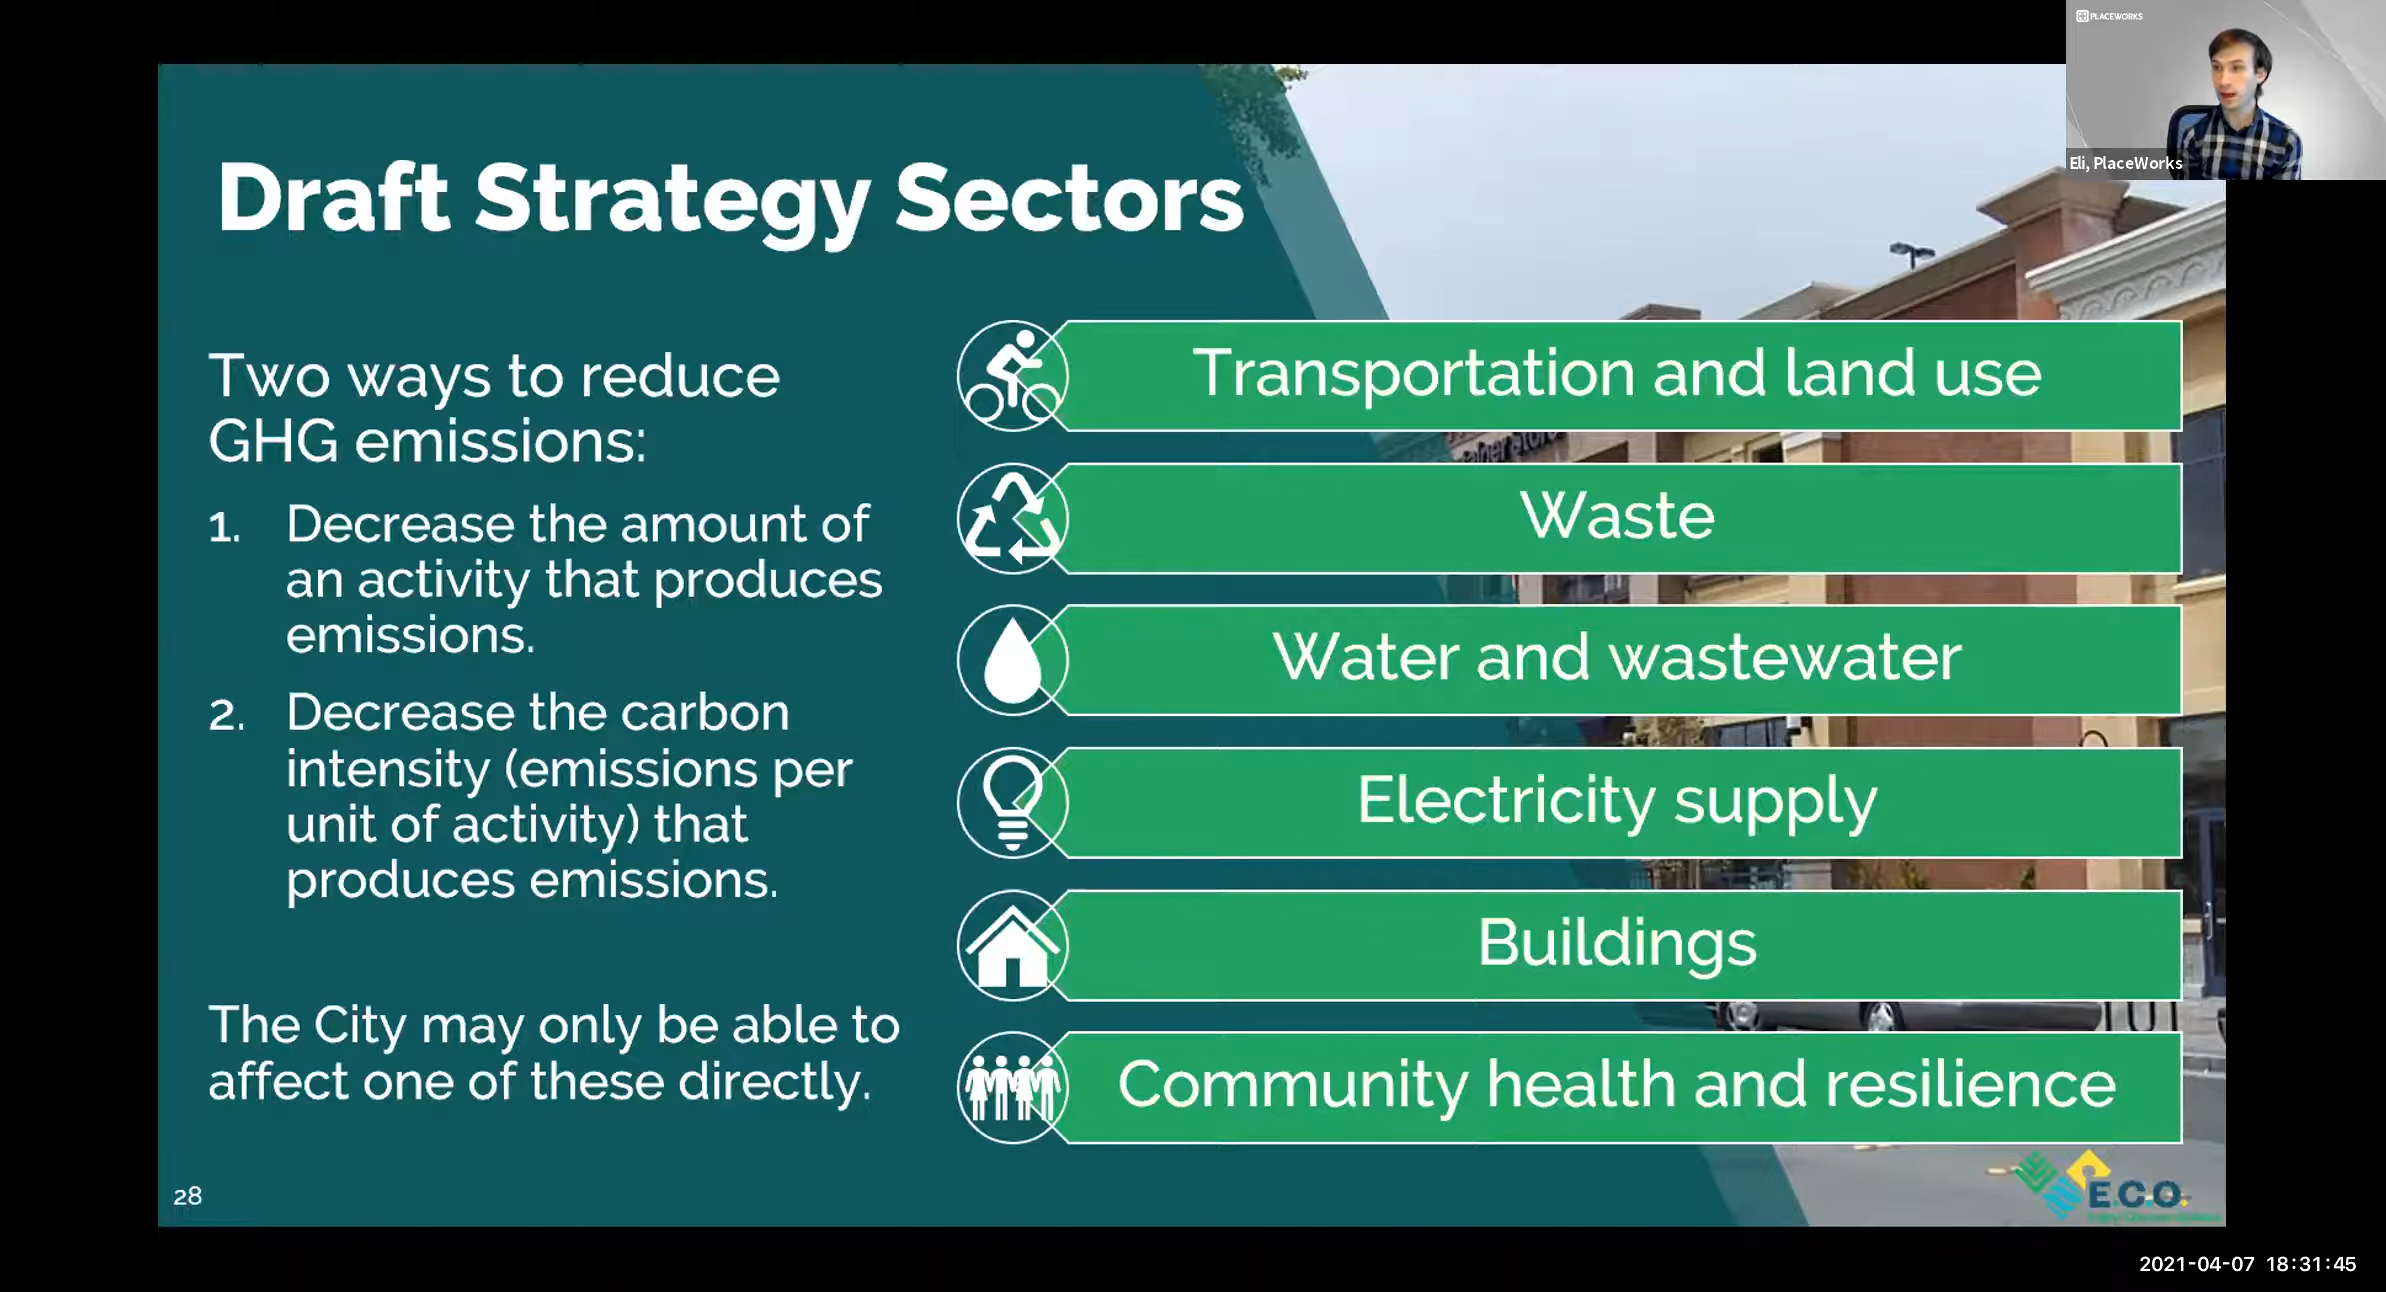 PLACEWORKS
Eli, PlaceWorks
Draft Strategy Sectors
Two ways to reduce
GHG emissions:
1. Decrease the amount of
an activity that produces
emissions.
2. Decrease the carbon
intensity (emissions per
unit of activity) that
produces emissions.
The City may only be able to
affect one of these directly.
Transportation and land use
Waste
Water and wastewater
Electricity supply
Buildings
Community health and resilience
28
E.C.O.
2021-04-07 18:31:45